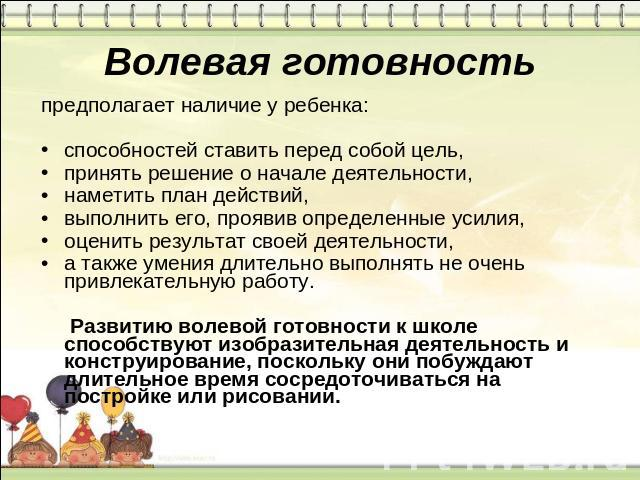 Волевая готовность
предполагает наличие у ребенка:
• способностей ставить перед собой цель,
• принять решение о начале деятельности,
• наметить план действий,
• выполнить его, проявив определенные усилия,
• оценить результат своей деятельности,
• а также умения длительно выполнять не очень
привлекательную работу.
Развитию волевой готовности к школе
способствуют изобразительная деятельность и
конструирование, поскольку они побуждают
длительное время сосредоточиваться на
постройке или рисовании.